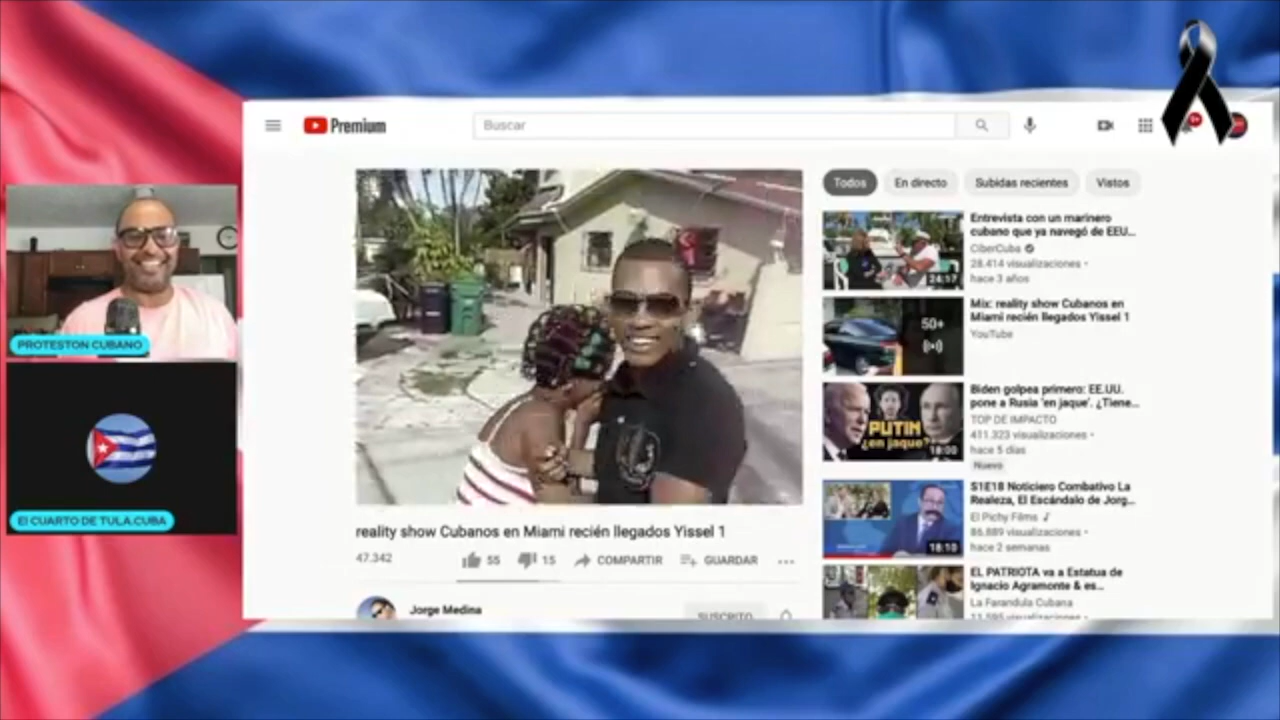 Premium
Buscar
9+
PROTESTON CUBANO
El CUARTO DE TULA.CUBA
reality show Cubanos en Miami recién llegados Yissel 1
47.342
55
15
COMPARTIR
GUARDAR
Jorge Medina
SUSCRITO
Todos
En directo
Subidas recientes
Vistos
24:17
Entrevista con un marinero
cubano que ya navegó de EEU...
CiberCuba
28.414 visualizaciones •
hace 3 años
50+
Mix: reality show Cubanos en
Miami recién llegados Yissel 1
YouTube
PUTIN
¿en jaque?
18:00
Biden golpea primero: EE.UU.
pone a Rusia 'en jaque'. ¿Tiene...
TOP DE IMPACTO
411.323 visualizaciones •
hace 5 días
Nuevo
18:10
S1E18 Noticiero Combativo La
Realeza, El Escándalo de Jorg...
El Pichy Films
86.889 visualizaciones •
hace 2 semanas
EL PATRIOTA va a Estatua de
Ignacio Agramonte & es...
La Farandula Cubana
11.595 visualizaciones •